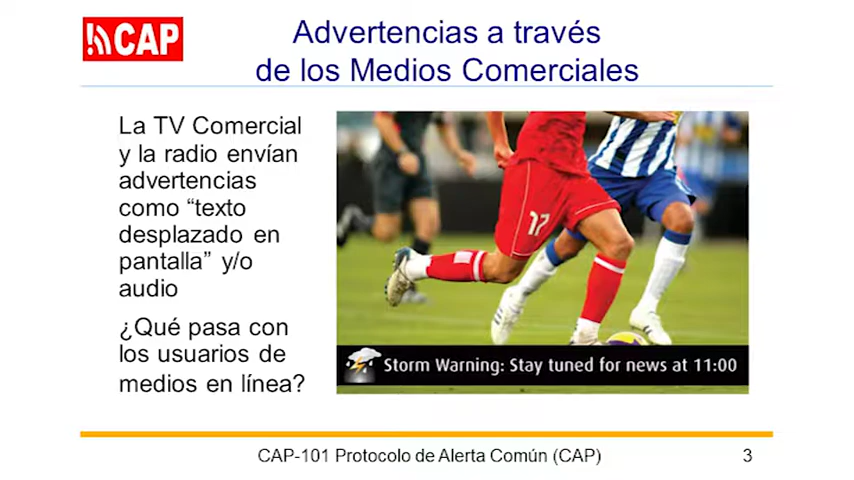 CAP
Advertencias a través
de los Medios Comerciales
La TV Comercial
y la radio envían
advertencias
como “texto
desplazado en
pantalla” y/o
audio
¿Qué pasa con
los usuarios de
medios en línea?
17
Storm Warning: Stay tuned for news at 11:00
CAP-101 Protocolo de Alerta Común (CAP)
3